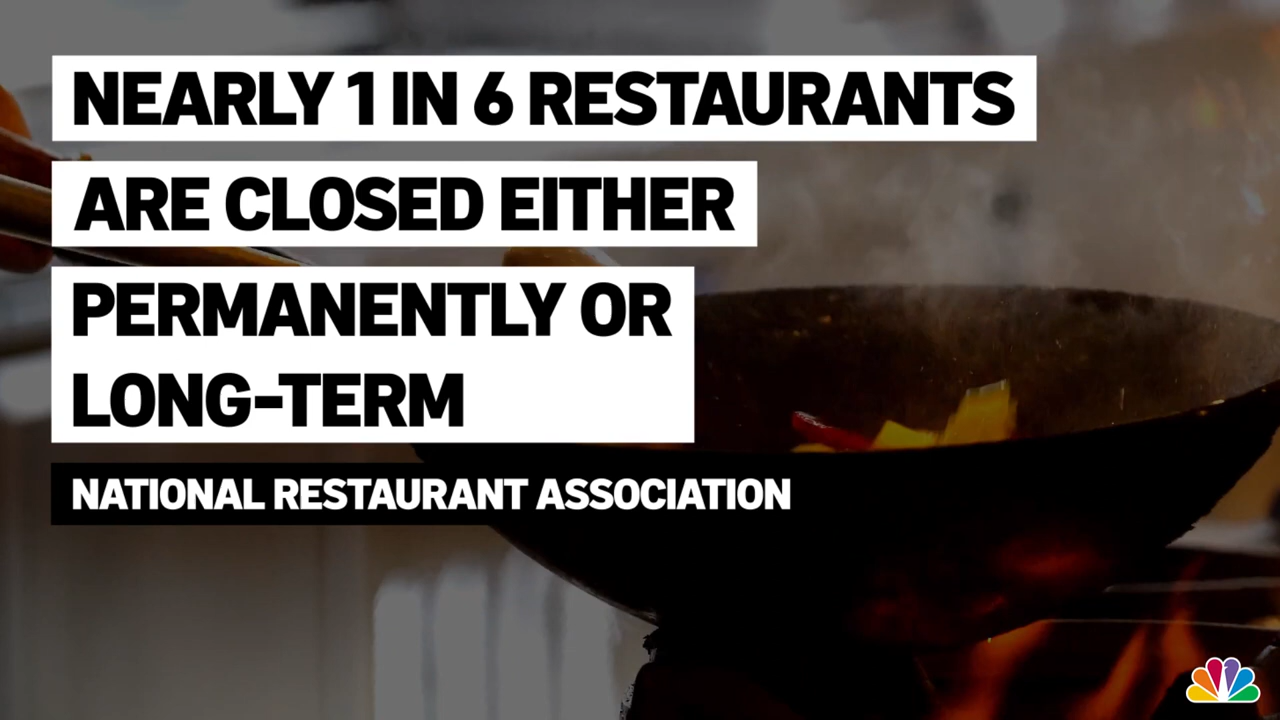 NEARLY 1 IN 6 RESTAURANTS
ARE CLOSED EITHER
PERMANENTLY OR
LONG-TERM
NATIONAL RESTAURANT ASSOCIATION